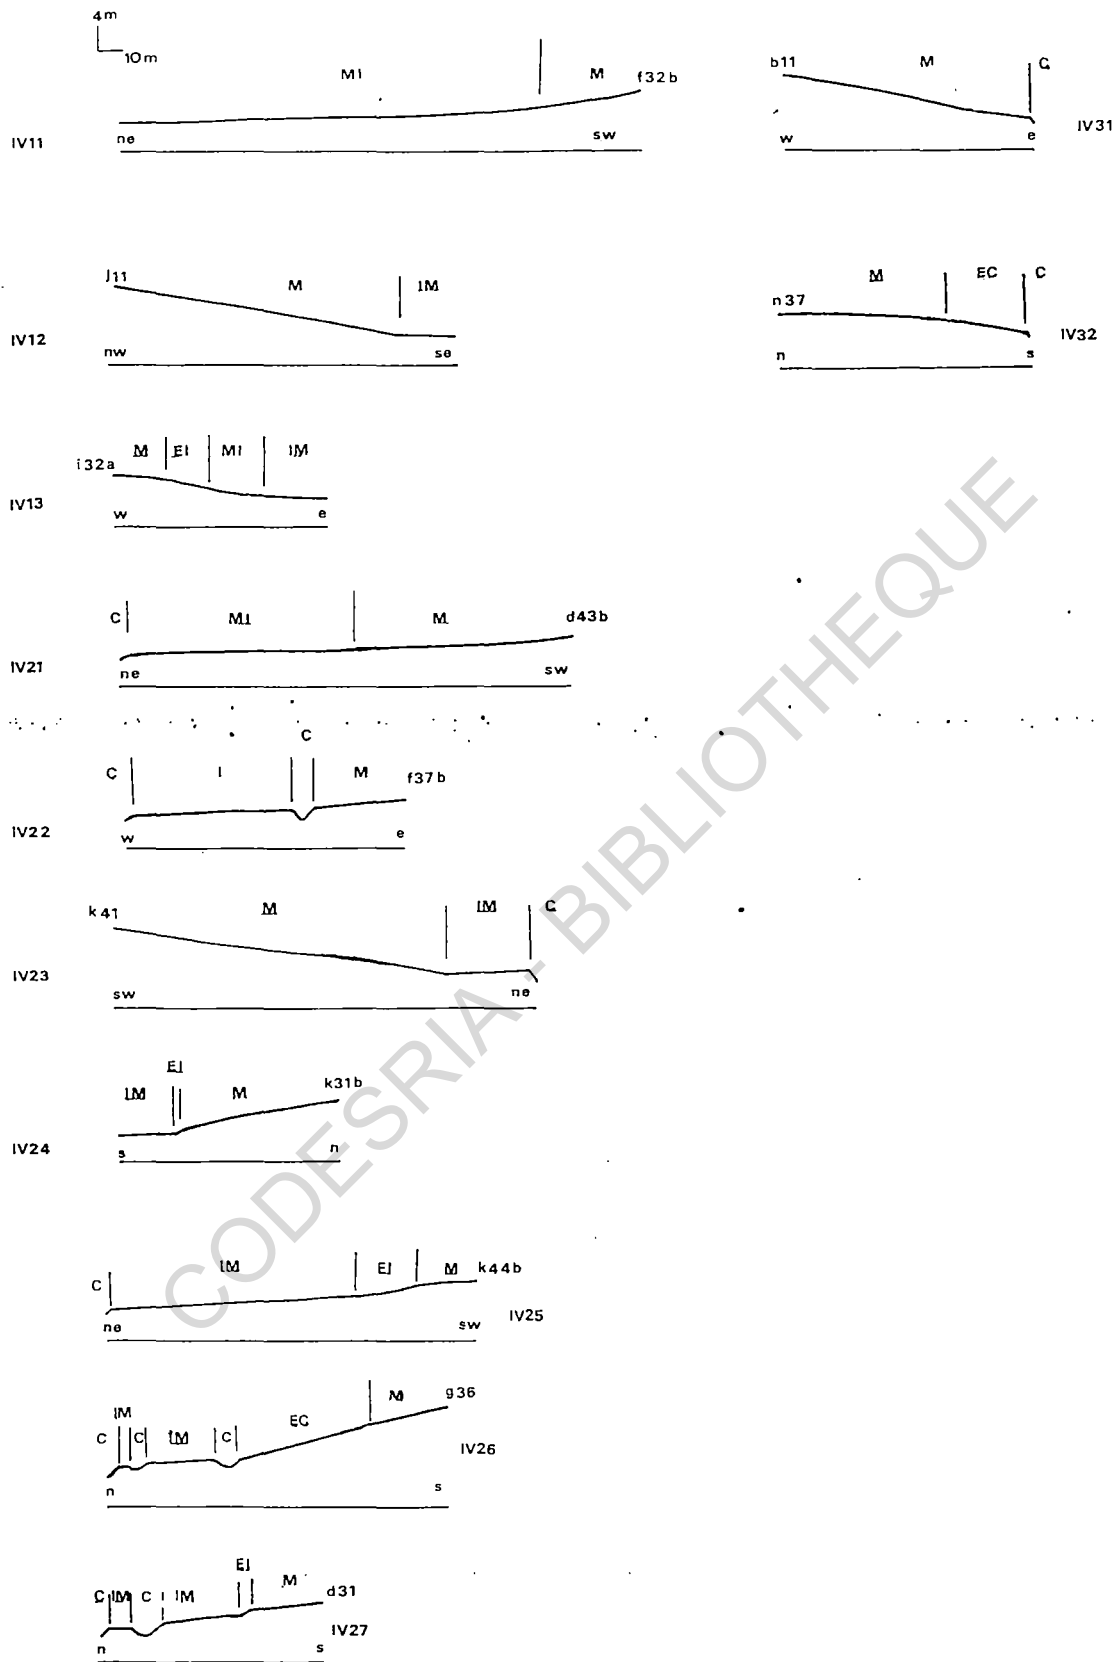 4m
10m
MI M f32b
ne sw
IV11
b11 M C
w e
IV31
j11 M IM
nw se
IV12
M EC C
n37
n s
IV32
M EI MI IM
i32a
w e
IV13
C MI M d43b
ne sw
IV21
C
C I M f37b
w e
IV22
k41 M IM C
sw ne
IV23
EI
IM M k31b
s n
IV24
C IM EI M k44b
ne sw
IV25
IM M g36
C C IM C EC
n s
IV26
EI
C IM C IM M d31
n s
IV27
CODESRIA - BIBLIOTHEQUE